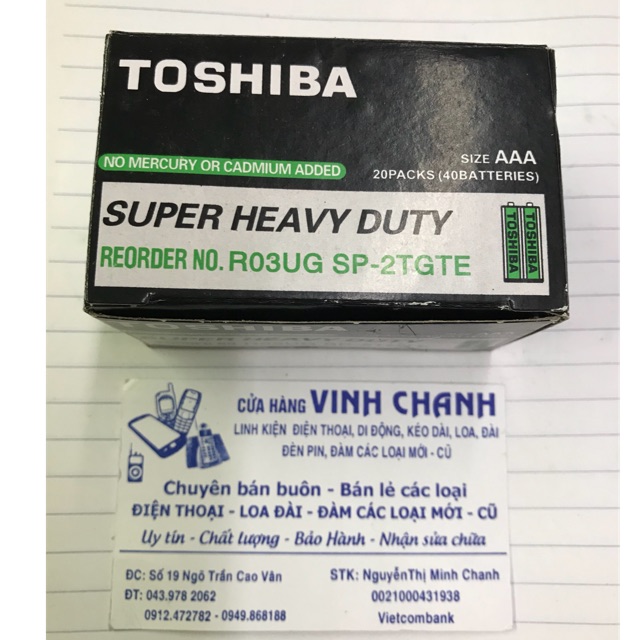 TOSHIBA
NO MERCURY OR CADMIUM ADDED
SIZE AAA
20PACKS (40BATTERIES)
SUPER HEAVY DUTY
REORDER NO. R03UG SP-2TGTE
TOSHIBA
TOSHIBA
TOSHIBA
SUPER HEAVY DUTY
CỬA HÀNG VINH CHANH
LINH KIỆN ĐIỆN THOẠI, DI ĐỘNG, KÉO DÀI, LOA, ĐÀI
ĐÈN PIN, ĐÀM CÁC LOẠI MỚI - CŨ
Chuyên bán buôn - Bán lẻ các loại
ĐIỆN THOẠI - LOA ĐÀI - ĐÀM CÁC LOẠI MỚI - CŨ
Uy tín - Chất lượng - Bảo Hành - Nhận sửa chữa
ĐC: Số 19 Ngõ Trần Cao Vân
ĐT: 043.978 2062
0912.472782 - 0949.868188
STK: NguyễnThị Minh Chanh
0021000431938
Vietcombank